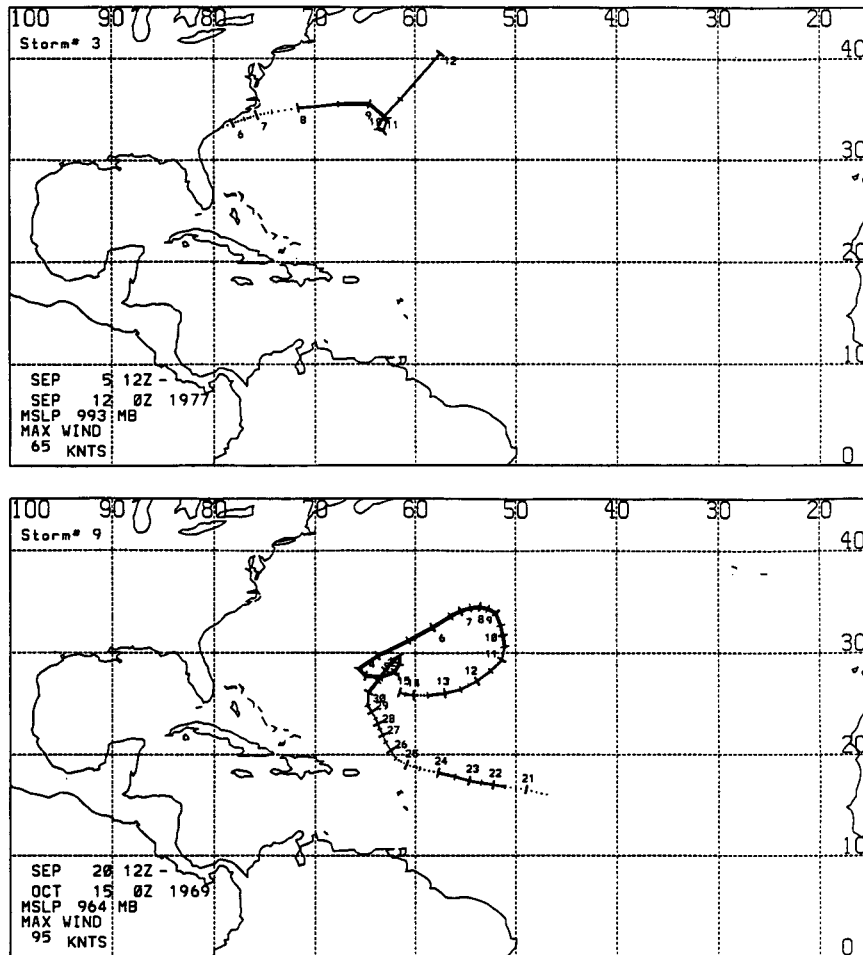 100 90 80 70 60 50 40 30 20
Storm# 3
40
12
9
10
11
6 7 8
30
20
10
SEP 5 12Z -
SEP 12 0Z 1977
MSLP 993 MB
MAX WIND
65 KNTS
0
100 90 80 70 60 50 40 30 20
Storm# 9
40
6 7 8 9
10
30
11
15 14 13 12
30
29
28
27
26
25
20
24 23 22 21
10
SEP 20 12Z -
OCT 15 0Z 1969
MSLP 964 MB
MAX WIND
95 KNTS
0